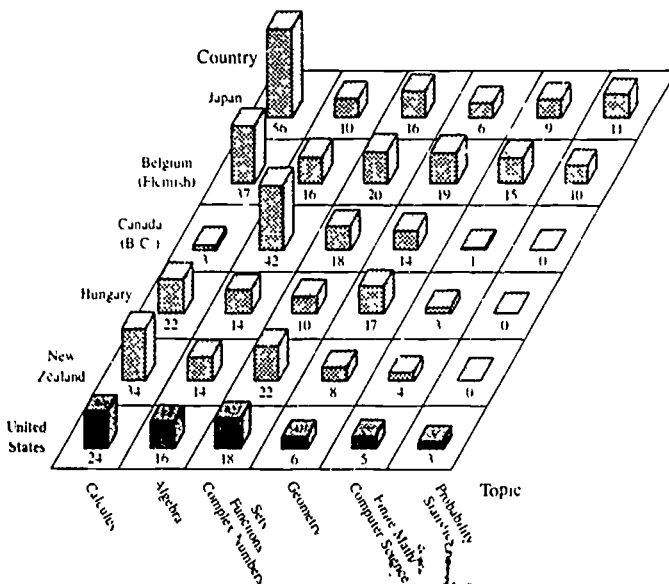 Country
Japan
56 10 16 6 9 11
Belgium
(Flemish)
37 16 20 19 15 10
Canada
(B C)
3 42 18 14 1 0
Hungary
22 14 10 17 3 0
New
Zealand
34 14 22 8 4 0
United
States
24 16 18 6 5 3
Topic
Calculus
Algebra
Sets
Functions
Complex Numbers
Geometry
Finite Math
Computer Science
Probability
Statistics